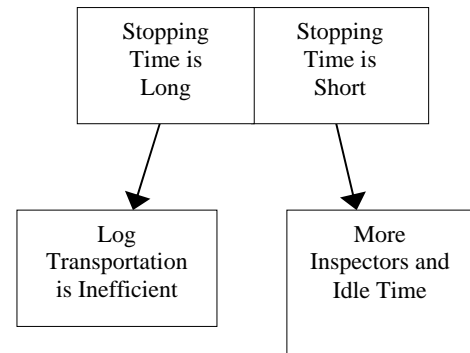 Stopping
Time is
Long
Stopping
Time is
Short
Log
Transportation
is Inefficient
More
Inspectors and
Idle Time